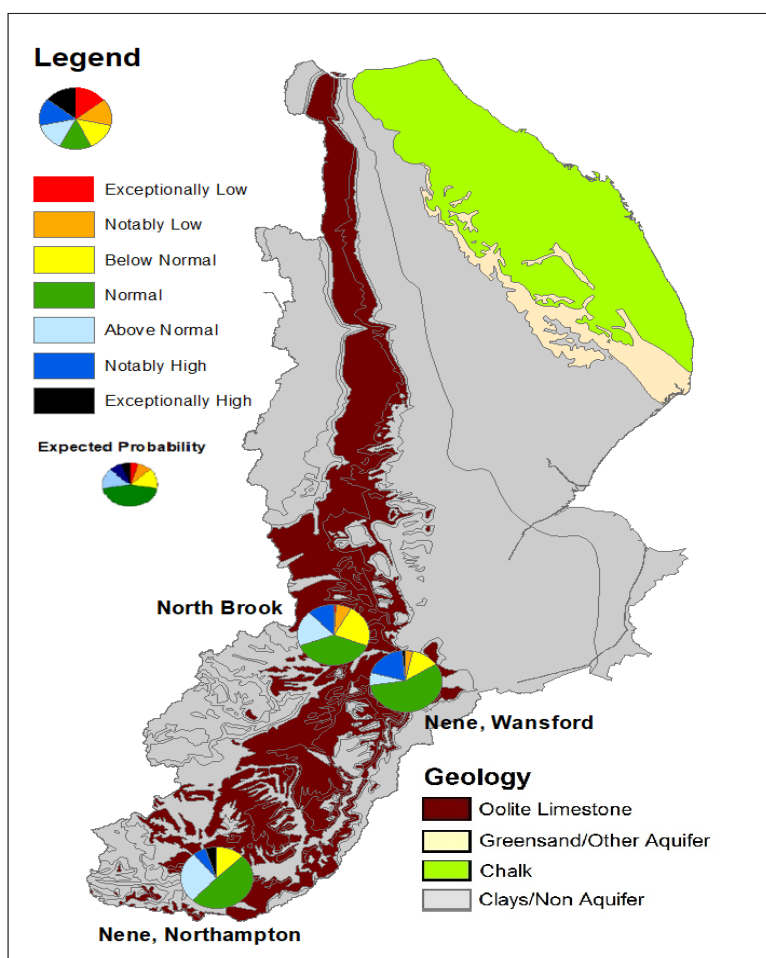 Legend
Exceptionally Low
Notably Low
Below Normal
Normal
Above Normal
Notably High
Exceptionally High
Expected Probability
North Brook
Nene, Wansford
Geology
Oolite Limestone
Greensand/Other Aquifer
Chalk
Clays/Non Aquifer
Nene, Northampton